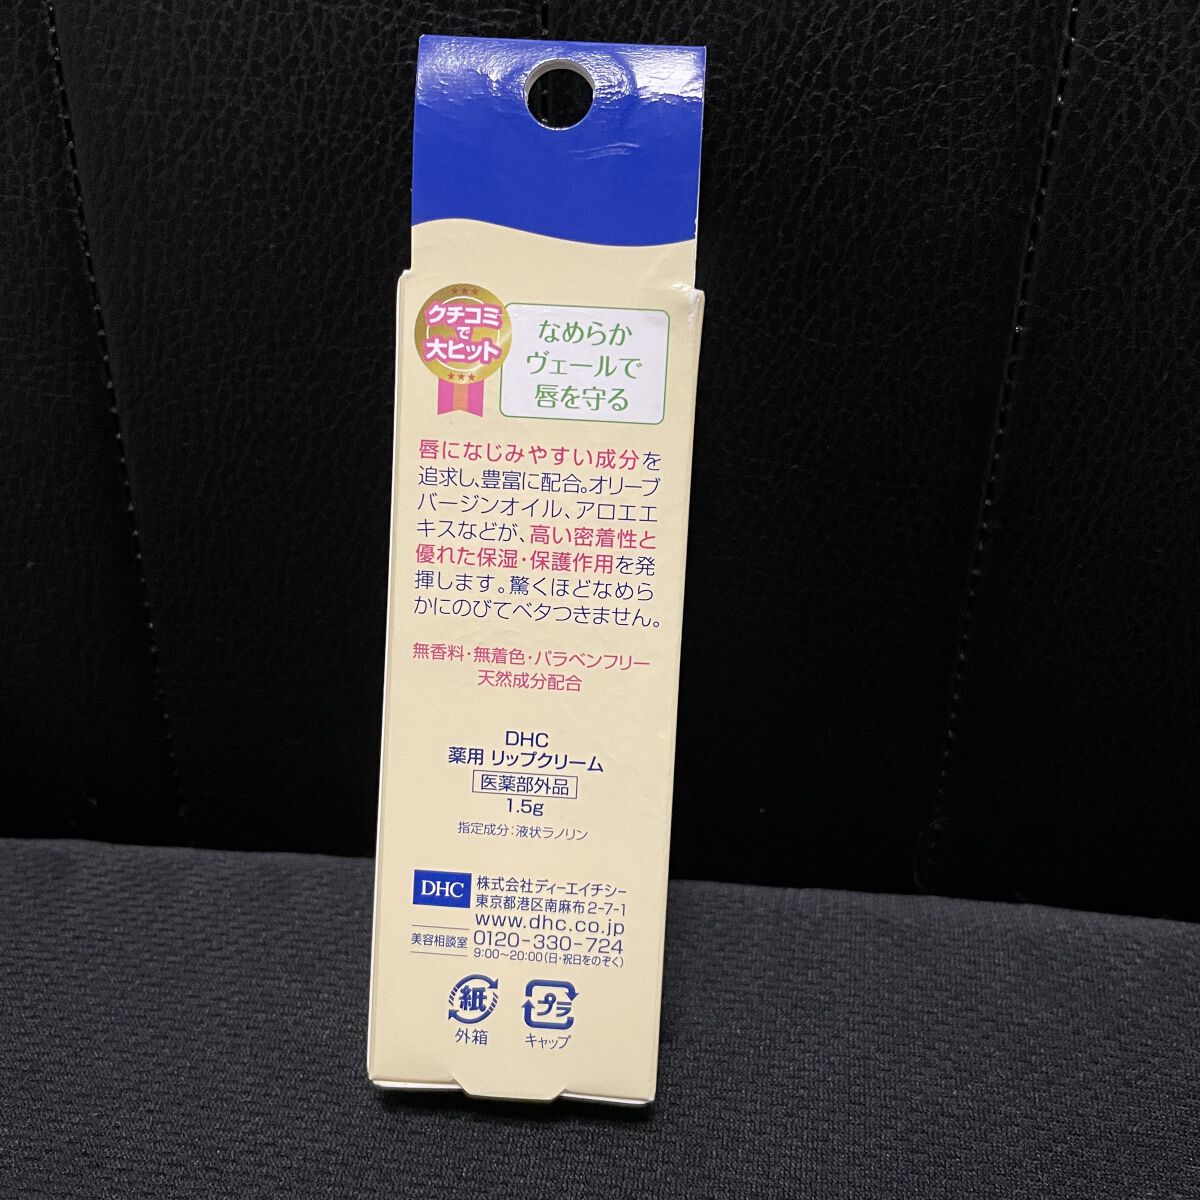 クチコミ
で
大ヒット
なめらか
ヴェールで
唇を守る
唇になじみやすい成分を
追求し、豊富に配合。オリーブ
バージンオイル、アロエエ
キスなどが、高い密着性と
優れた保湿・保護作用を発
揮します。驚くほどなめら
かにのびてベタつきません。
無香料・無着色・パラベンフリー
天然成分配合
DHC
薬用 リップクリーム
医薬部外品
1.5g
指定成分：液状ラノリン
DHC
株式会社ディーエイチシー
東京都港区南麻布2-7-1
www.dhc.co.jp
美容相談室 0120-330-724
9:00〜20:00(日・祝日をのぞく)
紙 プラ
外箱 キャップ